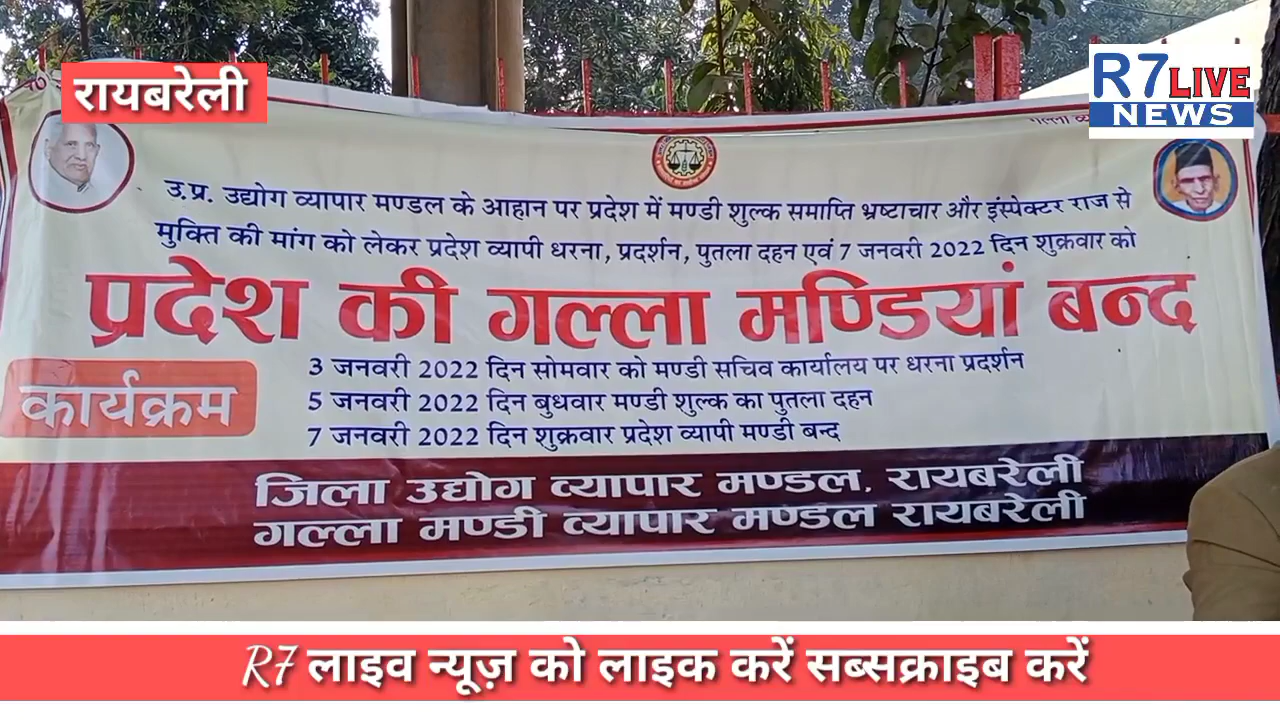 रायबरेली
R7 LIVE
NEWS
गल्ला
उ.प्र. उद्योग व्यापार मण्डल के आहान पर प्रदेश में मण्डी शुल्क समाप्ति भ्रष्टाचार और इंस्पेक्टर राज से
मुक्ति की मांग को लेकर प्रदेश व्यापी धरना, प्रदर्शन, पुतला दहन एवं 7 जनवरी 2022 दिन शुक्रवार को
प्रदेश की गल्ला मण्डियां बन्द
कार्यक्रम
3 जनवरी 2022 दिन सोमवार को मण्डी सचिव कार्यालय पर धरना प्रदर्शन
5 जनवरी 2022 दिन बुधवार मण्डी शुल्क का पुतला दहन
7 जनवरी 2022 दिन शुक्रवार प्रदेश व्यापी मण्डी बन्द
जिला उद्योग व्यापार मण्डल, रायबरेली
गल्ला मण्डी व्यापार मण्डल रायबरेली
R7 लाइव न्यूज़ को लाइक करें सब्सक्राइब करें